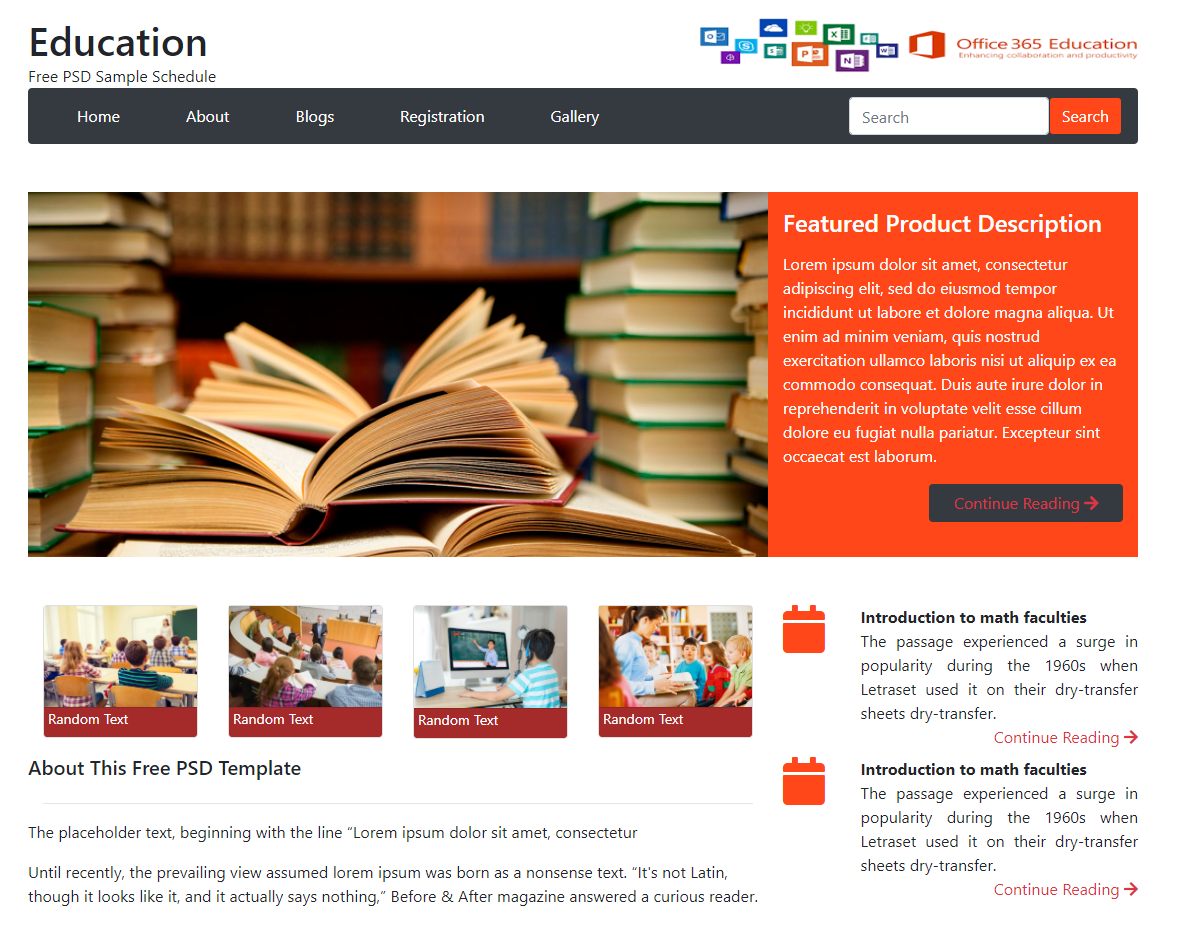 Education
Free PSD Sample Schedule
Office 365 Education
Enhancing collaboration and productivity
Home About Blogs Registration Gallery Search Search
Featured Product Description
Lorem ipsum dolor sit amet, consectetur
adipiscing elit, sed do eiusmod tempor
incididunt ut labore et dolore magna aliqua. Ut
enim ad minim veniam, quis nostrud
exercitation ullamco laboris nisi ut aliquip ex ea
commodo consequat. Duis aute irure dolor in
reprehenderit in voluptate velit esse cillum
dolore eu fugiat nulla pariatur. Excepteur sint
occaecat est laborum.
Continue Reading
Random Text
Random Text
Random Text
Random Text
About This Free PSD Template
The placeholder text, beginning with the line “Lorem ipsum dolor sit amet, consectetur
Until recently, the prevailing view assumed lorem ipsum was born as a nonsense text. “It's not Latin,
though it looks like it, and it actually says nothing,” Before & After magazine answered a curious reader.
Introduction to math faculties
The passage experienced a surge in
popularity during the 1960s when
Letraset used it on their dry-transfer
sheets dry-transfer.
Continue Reading
Introduction to math faculties
The passage experienced a surge in
popularity during the 1960s when
Letraset used it on their dry-transfer
sheets dry-transfer.
Continue Reading